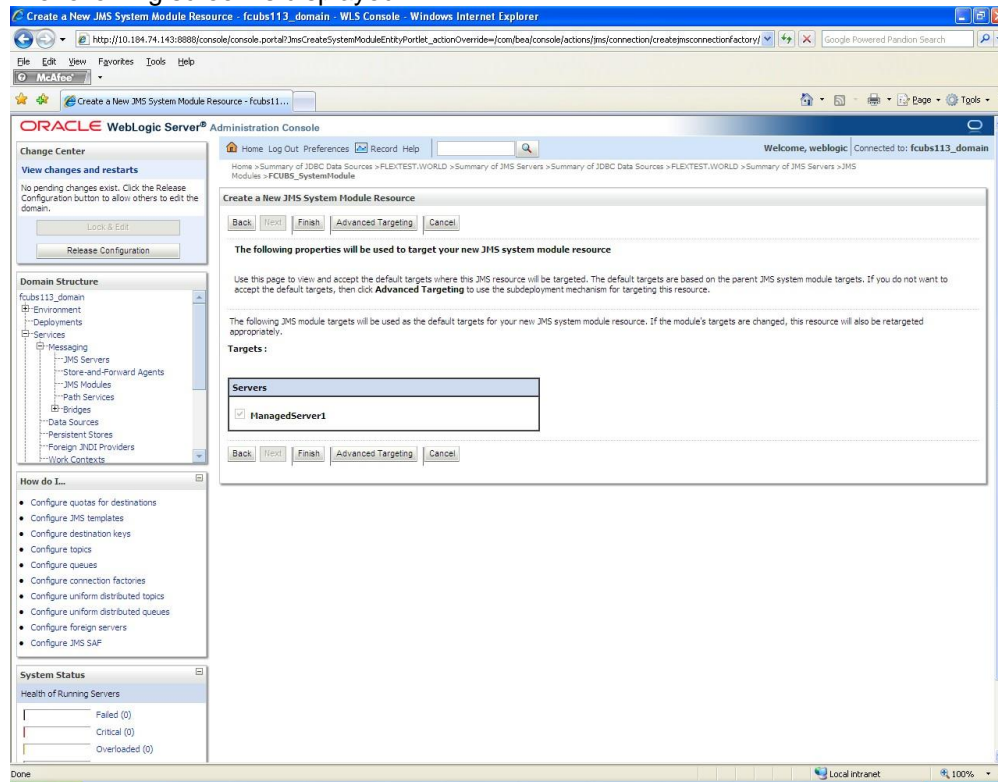 Create a New JMS System Module Resource - fcubs113_domain - WLS Console - Windows Internet Explorer
http://10.184.74.143:8888/console/console.portal?JmsCreateSystemModuleEntityPortlet_actionOverride=/com/bea/console/actions/jms/connection/createjmsconnectionfactory/
Google Powered Pandion Search
File Edit View Favorites Tools Help
McAfee
Create a New JMS System Module Resource - fcubs11...
Page Tools
ORACLE WebLogic Server® Administration Console
Change Center
View changes and restarts
No pending changes exist. Click the Release
Configuration button to allow others to edit the
domain.
Lock & Edit
Release Configuration
Domain Structure
fcubs113_domain
Environment
Deployments
Services
Messaging
JMS Servers
Store-and-Forward Agents
JMS Modules
Path Services
Bridges
Data Sources
Persistent Stores
Foreign JNDI Providers
Work Contexts
How do I...
Configure quotas for destinations
Configure JMS templates
Configure destination keys
Configure topics
Configure queues
Configure connection factories
Configure uniform distributed topics
Configure uniform distributed queues
Configure foreign servers
Configure JMS SAF
System Status
Health of Running Servers
Failed (0)
Critical (0)
Overloaded (0)
Home Log Out Preferences Record Help
Welcome, weblogic Connected to: fcubs113_domain
Home >Summary of JDBC Data Sources >FLEXTEST.WORLD >Summary of JMS Servers >Summary of JDBC Data Sources >FLEXTEST.WORLD >Summary of JMS Servers >JMS
Modules >FCUBS_SystemModule
Create a New JMS System Module Resource
Back Next Finish Advanced Targeting Cancel
The following properties will be used to target your new JMS system module resource
Use this page to view and accept the default targets where this JMS resource will be targeted. The default targets are based on the parent JMS system module targets. If you do not want to
accept the default targets, then click Advanced Targeting to use the subdeployment mechanism for targeting this resource.
The following JMS module targets will be used as the default targets for your new JMS system module resource. If the module's targets are changed, this resource will also be retargeted
appropriately.
Targets :
Servers
ManagedServer1
Back Next Finish Advanced Targeting Cancel
Done
Local intranet
100%